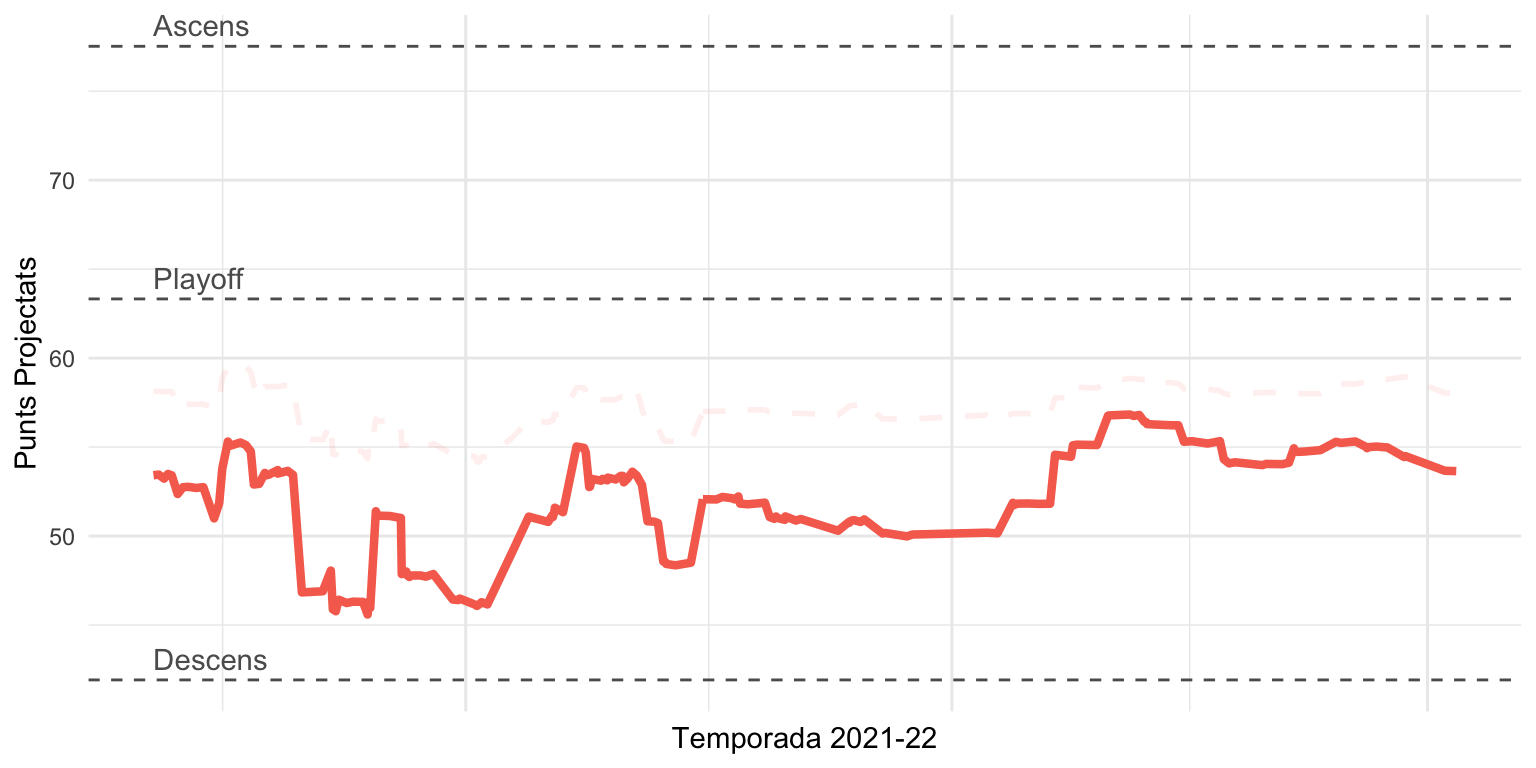 Ascens
70
Playoff
60
50
Descens
Punts Projectats
Temporada 2021-22